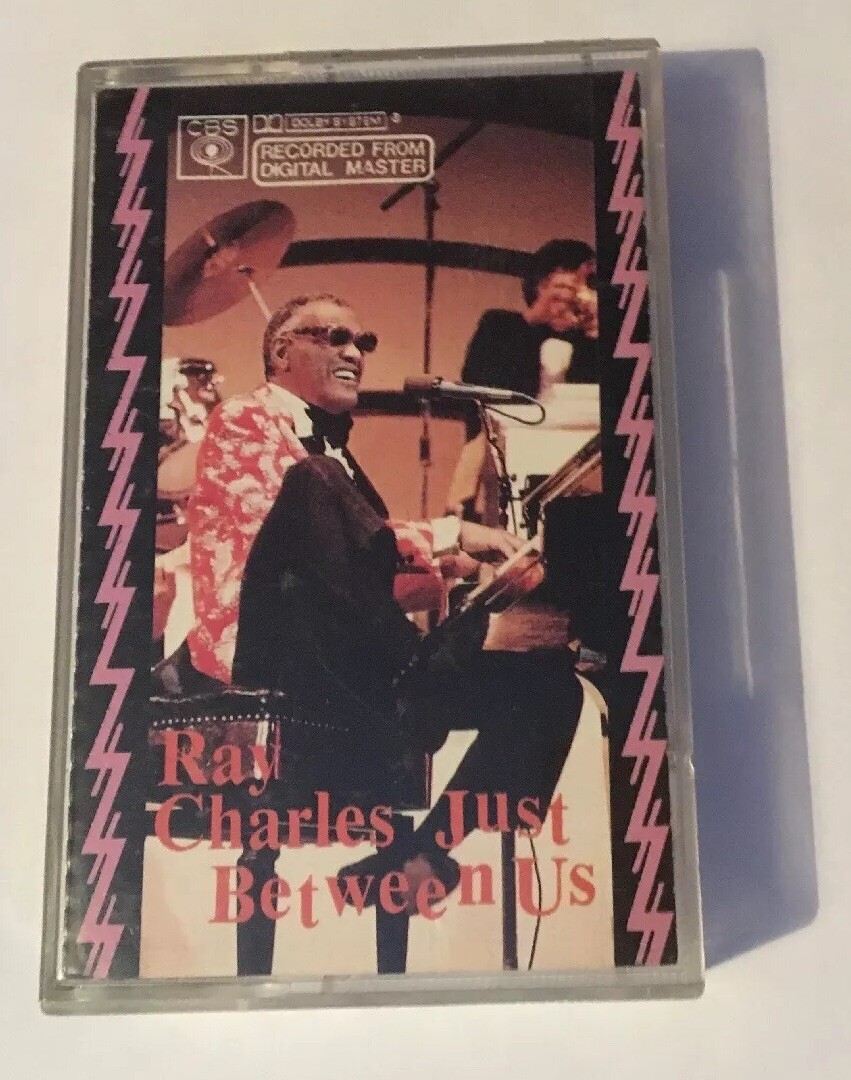 CBS
DOLBY SYSTEM ®
RECORDED FROM
DIGITAL MASTER
Ray
Charles Just
Between Us